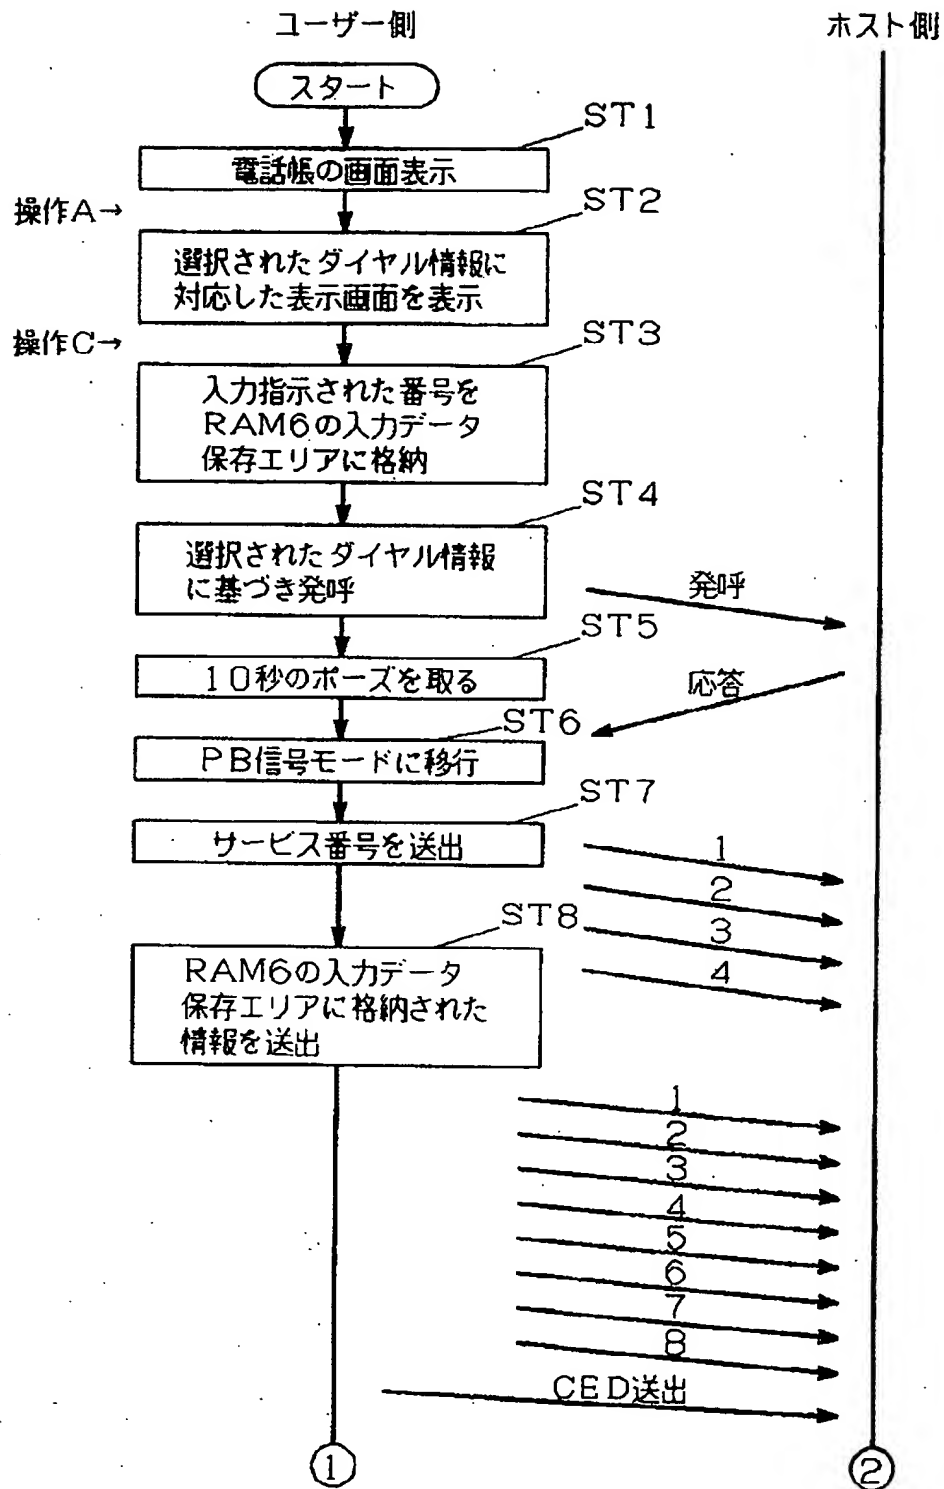 ユーザー側
ホスト側
スタート
ST1
電話帳の画面表示
操作A→
ST2
選択されたダイヤル情報に
対応した表示画面を表示
操作C→
ST3
入力指示された番号を
RAM6の入力データ
保存エリアに格納
ST4
選択されたダイヤル情報
に基づき発呼
発呼
ST5
10秒のポーズを取る
応答
ST6
PB信号モードに移行
ST7
サービス番号を送出
1
2
3
4
ST8
RAM6の入力データ
保存エリアに格納された
情報を送出
1
2
3
4
5
6
7
8
CED送出
1
2